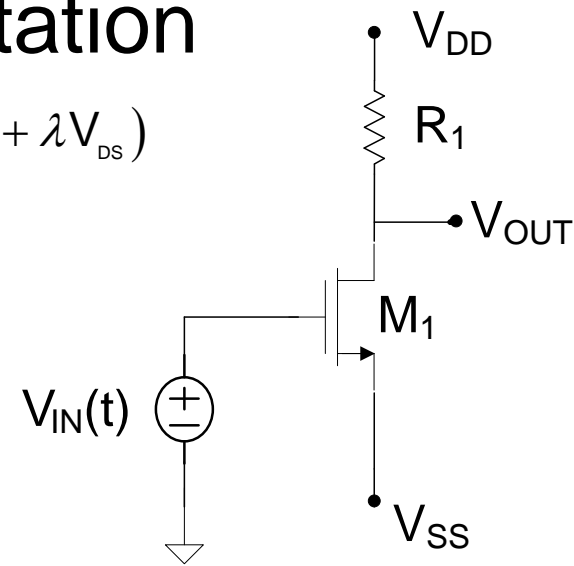 tation
+ λV_DS)
V_DD
R_1
V_OUT
M_1
V_IN(t)
+
−
V_SS